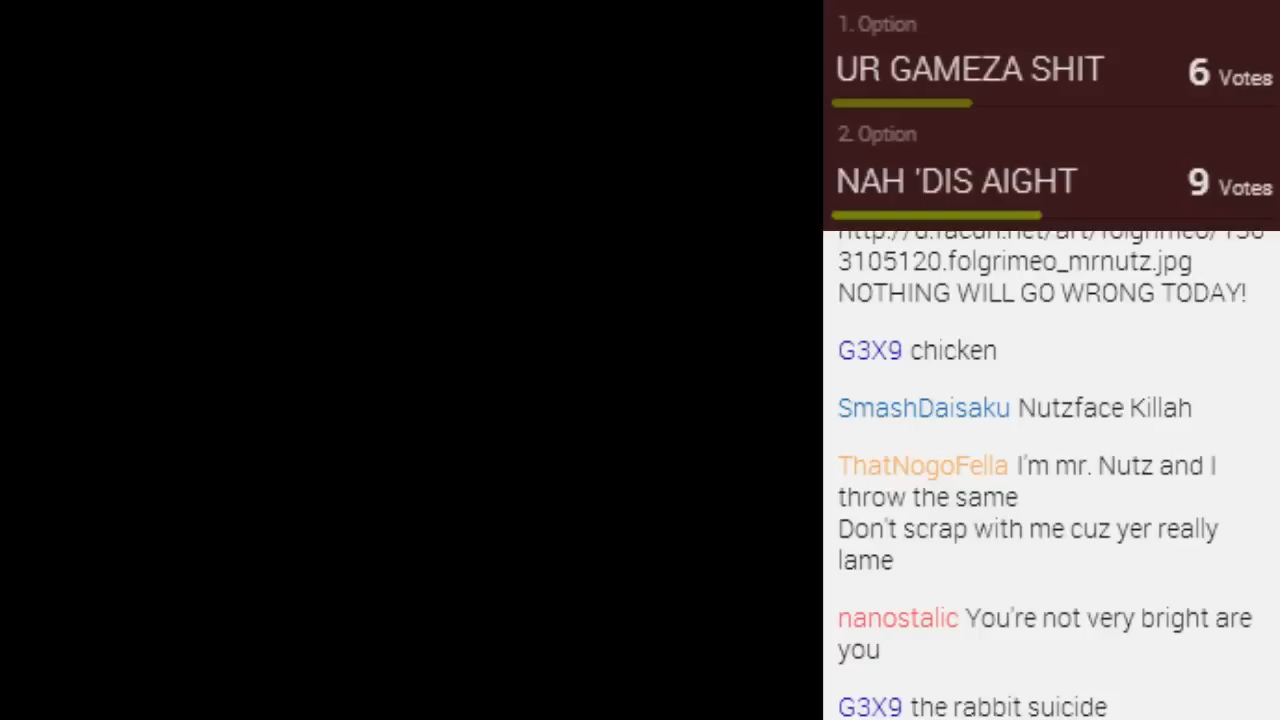 1. Option
UR GAMEZA SHIT
6 Votes
2. Option
NAH 'DIS AIGHT
9 Votes
3105120.folgrimeo_mrnutz.jpg
NOTHING WILL GO WRONG TODAY!
G3X9 chicken
SmashDaisaku Nutzface Killah
ThatNogoFella I'm mr. Nutz and I
throw the same
Don't scrap with me cuz yer really
lame
nanostalic You're not very bright are
you
G3X9 the rabbit suicide